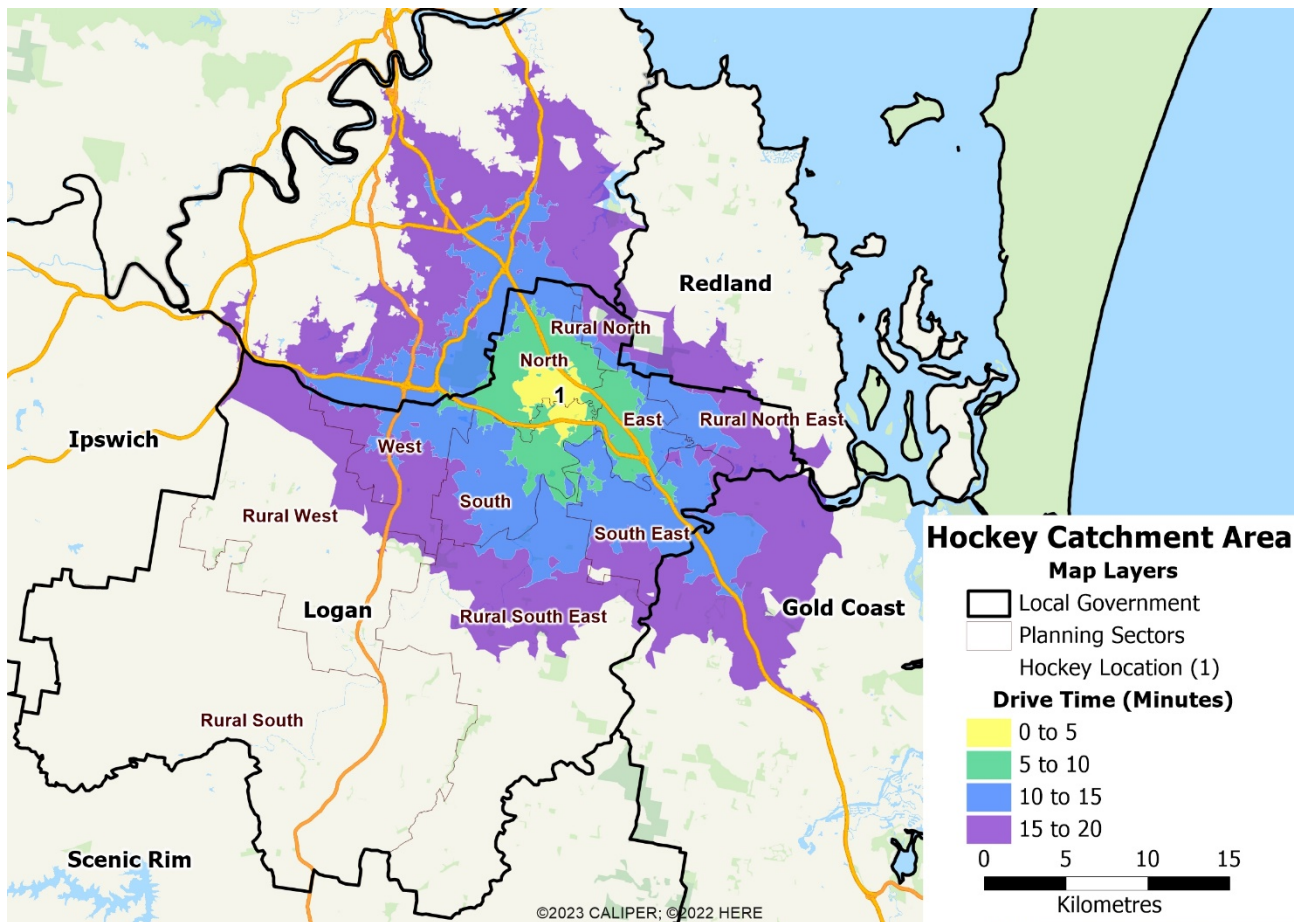 Redland
Rural North
North
1
East
Rural North East
Ipswich
West
South
Rural West
South East
Logan
Rural South East
Gold Coast
Rural South
Scenic Rim
Hockey Catchment Area
Map Layers
Local Government
Planning Sectors
Hockey Location (1)
Drive Time (Minutes)
0 to 5
5 to 10
10 to 15
15 to 20
0 5 10 15
Kilometres
©2023 CALIPER; ©2022 HERE